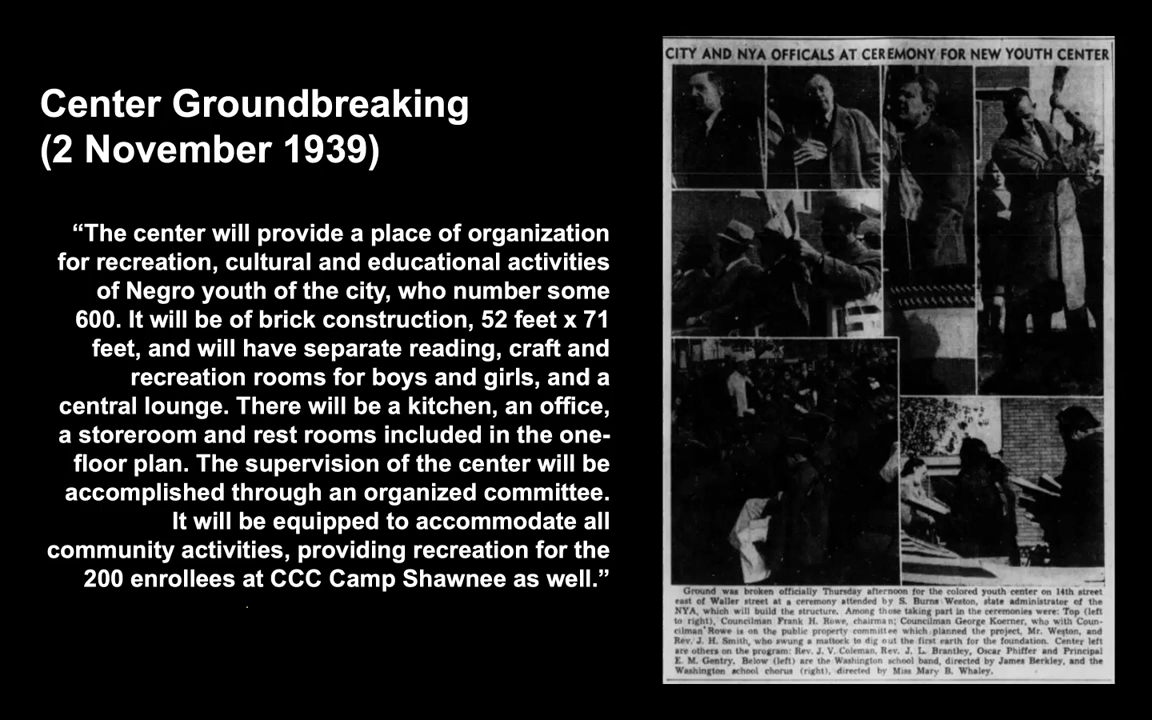 Center Groundbreaking
(2 November 1939)
“The center will provide a place of organization
for recreation, cultural and educational activities
of Negro youth of the city, who number some
600. It will be of brick construction, 52 feet x 71
feet, and will have separate reading, craft and
recreation rooms for boys and girls, and a
central lounge. There will be a kitchen, an office,
a storeroom and rest rooms included in the one-
floor plan. The supervision of the center will be
accomplished through an organized committee.
It will be equipped to accommodate all
community activities, providing recreation for the
200 enrollees at CCC Camp Shawnee as well.”
CITY AND NYA OFFICALS AT CEREMONY FOR NEW YOUTH CENTER
Ground was broken officially Thursday afternoon for the colored youth center on 14th street
east of Waller street at a ceremony attended by S. Burns Weston, state administrator of the
NYA, which will build the structure. Among those taking part in the ceremonies were: Top (left
to right), Councilman Frank H. Rowe, chairman; Councilman George Koerner, who with Coun-
cilman Rowe is on the public property committee which planned the project, Mr. Weston, and
Rev. J. H. Smith, who swung a mattock to dig out the first earth for the foundation. Center left
are others on the program: Rev. J. V. Coleman, Rev. J. L. Brantley, Oscar Phiffer and Principal
E. M. Gentry. Below (left) are the Washington school band, directed by James Berkley, and the
Washington school chorus (right), directed by Miss Mary B. Whaley.